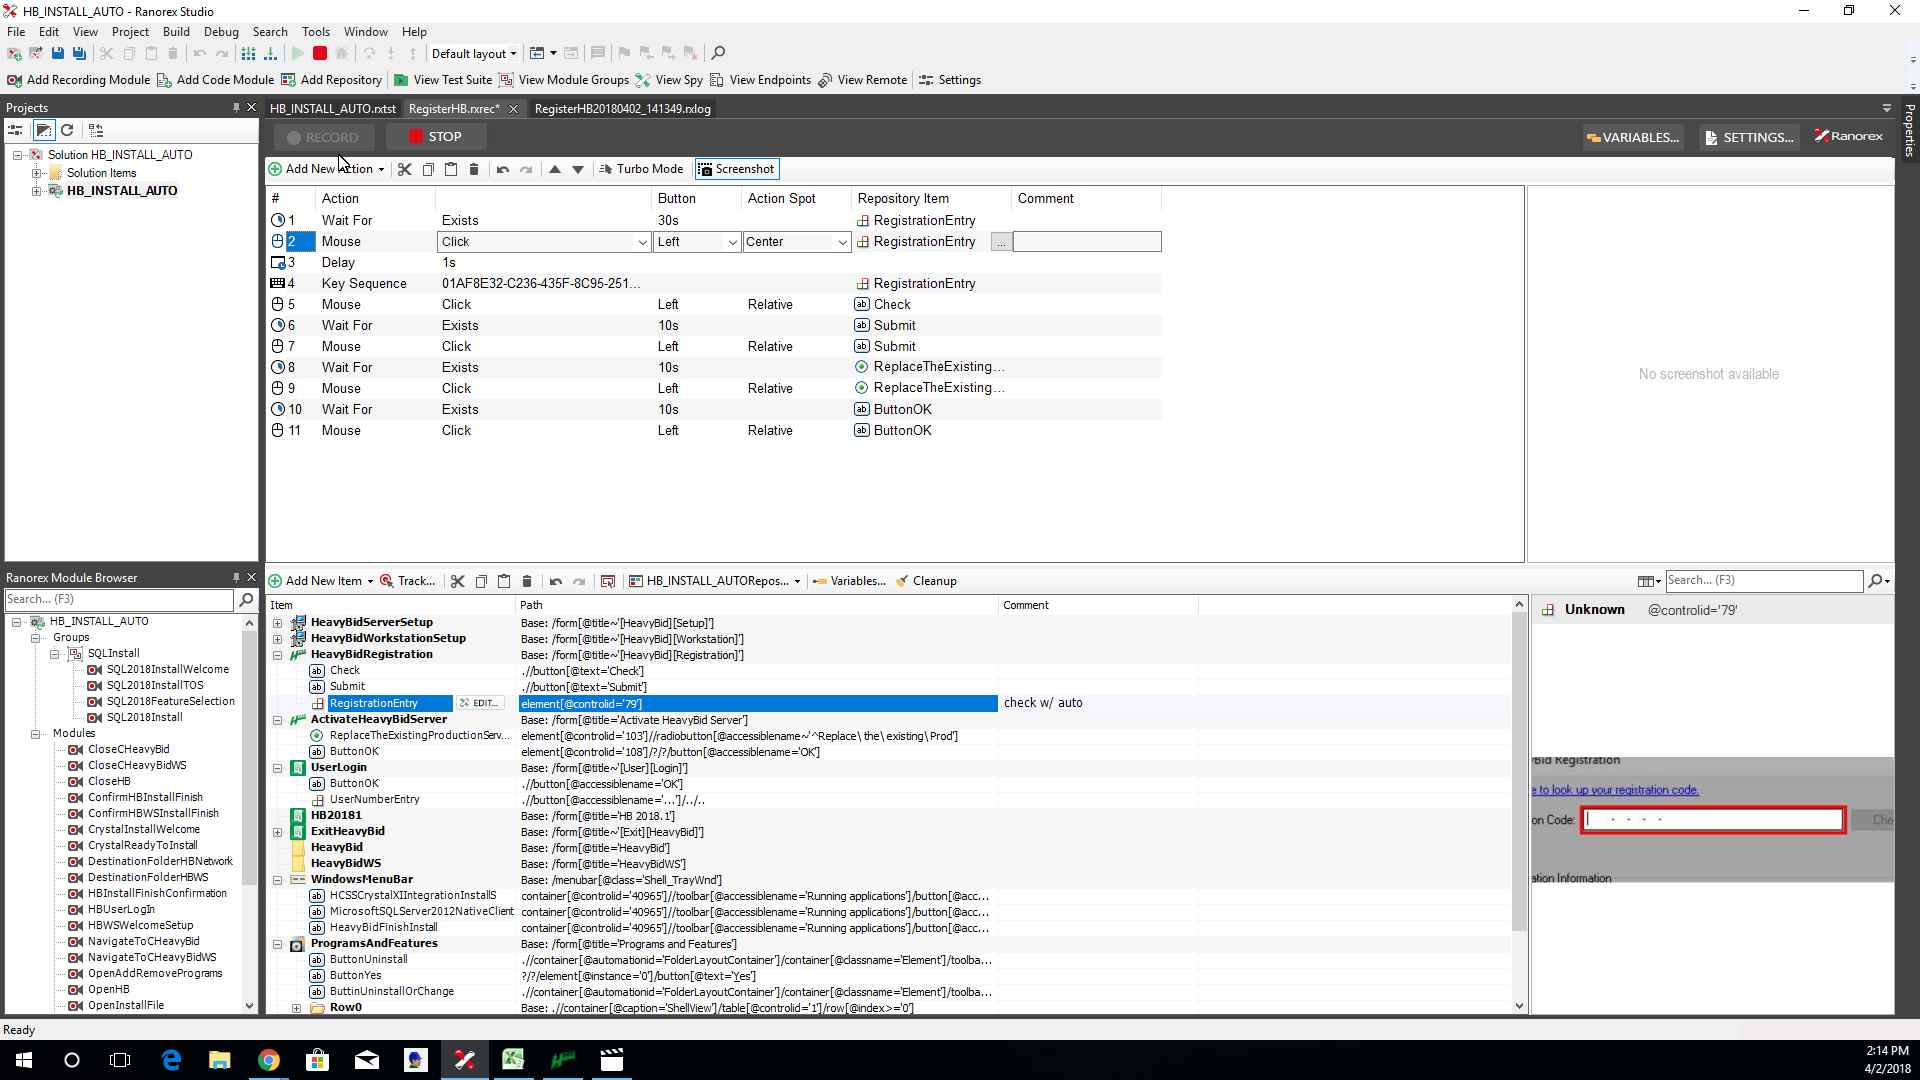 HB_INSTALL_AUTO - Ranorex Studio
File Edit View Project Build Debug Search Tools Window Help
Default layout
Add Recording Module Add Code Module Add Repository View Test Suite View Module Groups View Spy View Endpoints View Remote Settings
Projects
HB_INSTALL_AUTO.rxtst RegisterHB.rxrec* RegisterHB20180402_141349.rxlog
Properties
RECORD STOP VARIABLES... SETTINGS... Ranorex
Solution HB_INSTALL_AUTO
Solution Items
HB_INSTALL_AUTO
Add New Action Turbo Mode Screenshot
# Action Button Action Spot Repository Item Comment
1 Wait For Exists 30s RegistrationEntry
2 Mouse Click Left Center RegistrationEntry ...
3 Delay 1s
4 Key Sequence 01AF8E32-C236-435F-8C95-251... RegistrationEntry
5 Mouse Click Left Relative Check
6 Wait For Exists 10s Submit
7 Mouse Click Left Relative Submit
8 Wait For Exists 10s ReplaceTheExisting...
9 Mouse Click Left Relative ReplaceTheExisting...
10 Wait For Exists 10s ButtonOK
11 Mouse Click Left Relative ButtonOK
No screenshot available
Ranorex Module Browser
Search... (F3)
HB_INSTALL_AUTO
Groups
SQLInstall
SQL2018InstallWelcome
SQL2018InstallTOS
SQL2018FeatureSelection
SQL2018Install
Modules
CloseCHeavyBid
CloseCHeavyBidWS
CloseHB
ConfirmHBInstallFinish
ConfirmHBWSInstallFinish
CrystalInstallWelcome
CrystalReadyToInstall
DestinationFolderHBNetwork
DestinationFolderHBWS
HBInstallFinishConfirmation
HBUserLogIn
HBWSWelcomeSetup
NavigateToCHeavyBid
NavigateToCHeavyBidWS
OpenAddRemovePrograms
OpenHB
OpenInstallFile
Add New Item Track... HB_INSTALL_AUTORepos... Variables... Cleanup Search... (F3)
Item Path Comment
HeavyBidServerSetup Base: /form[@title~'[HeavyBid][Setup]']
HeavyBidWorkstationSetup Base: /form[@title~'[HeavyBid][Workstation]']
HeavyBidRegistration Base: /form[@title~'[HeavyBid][Registration]']
Check .//button[@text='Check']
Submit .//button[@text='Submit']
RegistrationEntry EDIT... element[@controlid='79'] check w/ auto
ActivateHeavyBidServer Base: /form[@title='Activate HeavyBid Server']
ReplaceTheExistingProductionServ... element[@controlid='103']//radiobutton[@accessiblename~'^Replace\ the\ existing\ Prod']
ButtonOK element[@controlid='108']/?/?/button[@accessiblename='OK']
UserLogin Base: /form[@title~'[User][Login]']
ButtonOK .//button[@accessiblename='OK']
UserNumberEntry .//button[@accessiblename='...']/../..
HB20181 Base: /form[@title='HB 2018.1']
ExitHeavyBid Base: /form[@title~'[Exit][HeavyBid]']
HeavyBid Base: /form[@title='HeavyBid']
HeavyBidWS Base: /form[@title='HeavyBidWS']
WindowsMenuBar Base: /menubar[@class='Shell_TrayWnd']
HCSSCrystalXIIntegrationInstallS container[@controlid='40965']//toolbar[@accessiblename='Running applications']/button[@acc...
MicrosoftSQLServer2012NativeClient container[@controlid='40965']//toolbar[@accessiblename='Running applications']/button[@acc...
HeavyBidFinishInstall container[@controlid='40965']//toolbar[@accessiblename='Running applications']/button[@acc...
ProgramsAndFeatures Base: /form[@title='Programs and Features']
ButtonUninstall .//container[@automationid='FolderLayoutContainer']/container[@classname='Element']/toolba...
ButtonYes ?/?/element[@instance='0']/button[@text='Yes']
ButtinUninstallOrChange .//container[@automationid='FolderLayoutContainer']/container[@classname='Element']/toolba...
Row0 Base: .//container[@caption='ShellView']/table[@controlid='1']/row[@index>='0']
Unknown @controlid='79'
Bid Registration
e to look up your registration code.
on Code: - - - - Che
ation Information
Ready
2:14 PM
4/2/2018